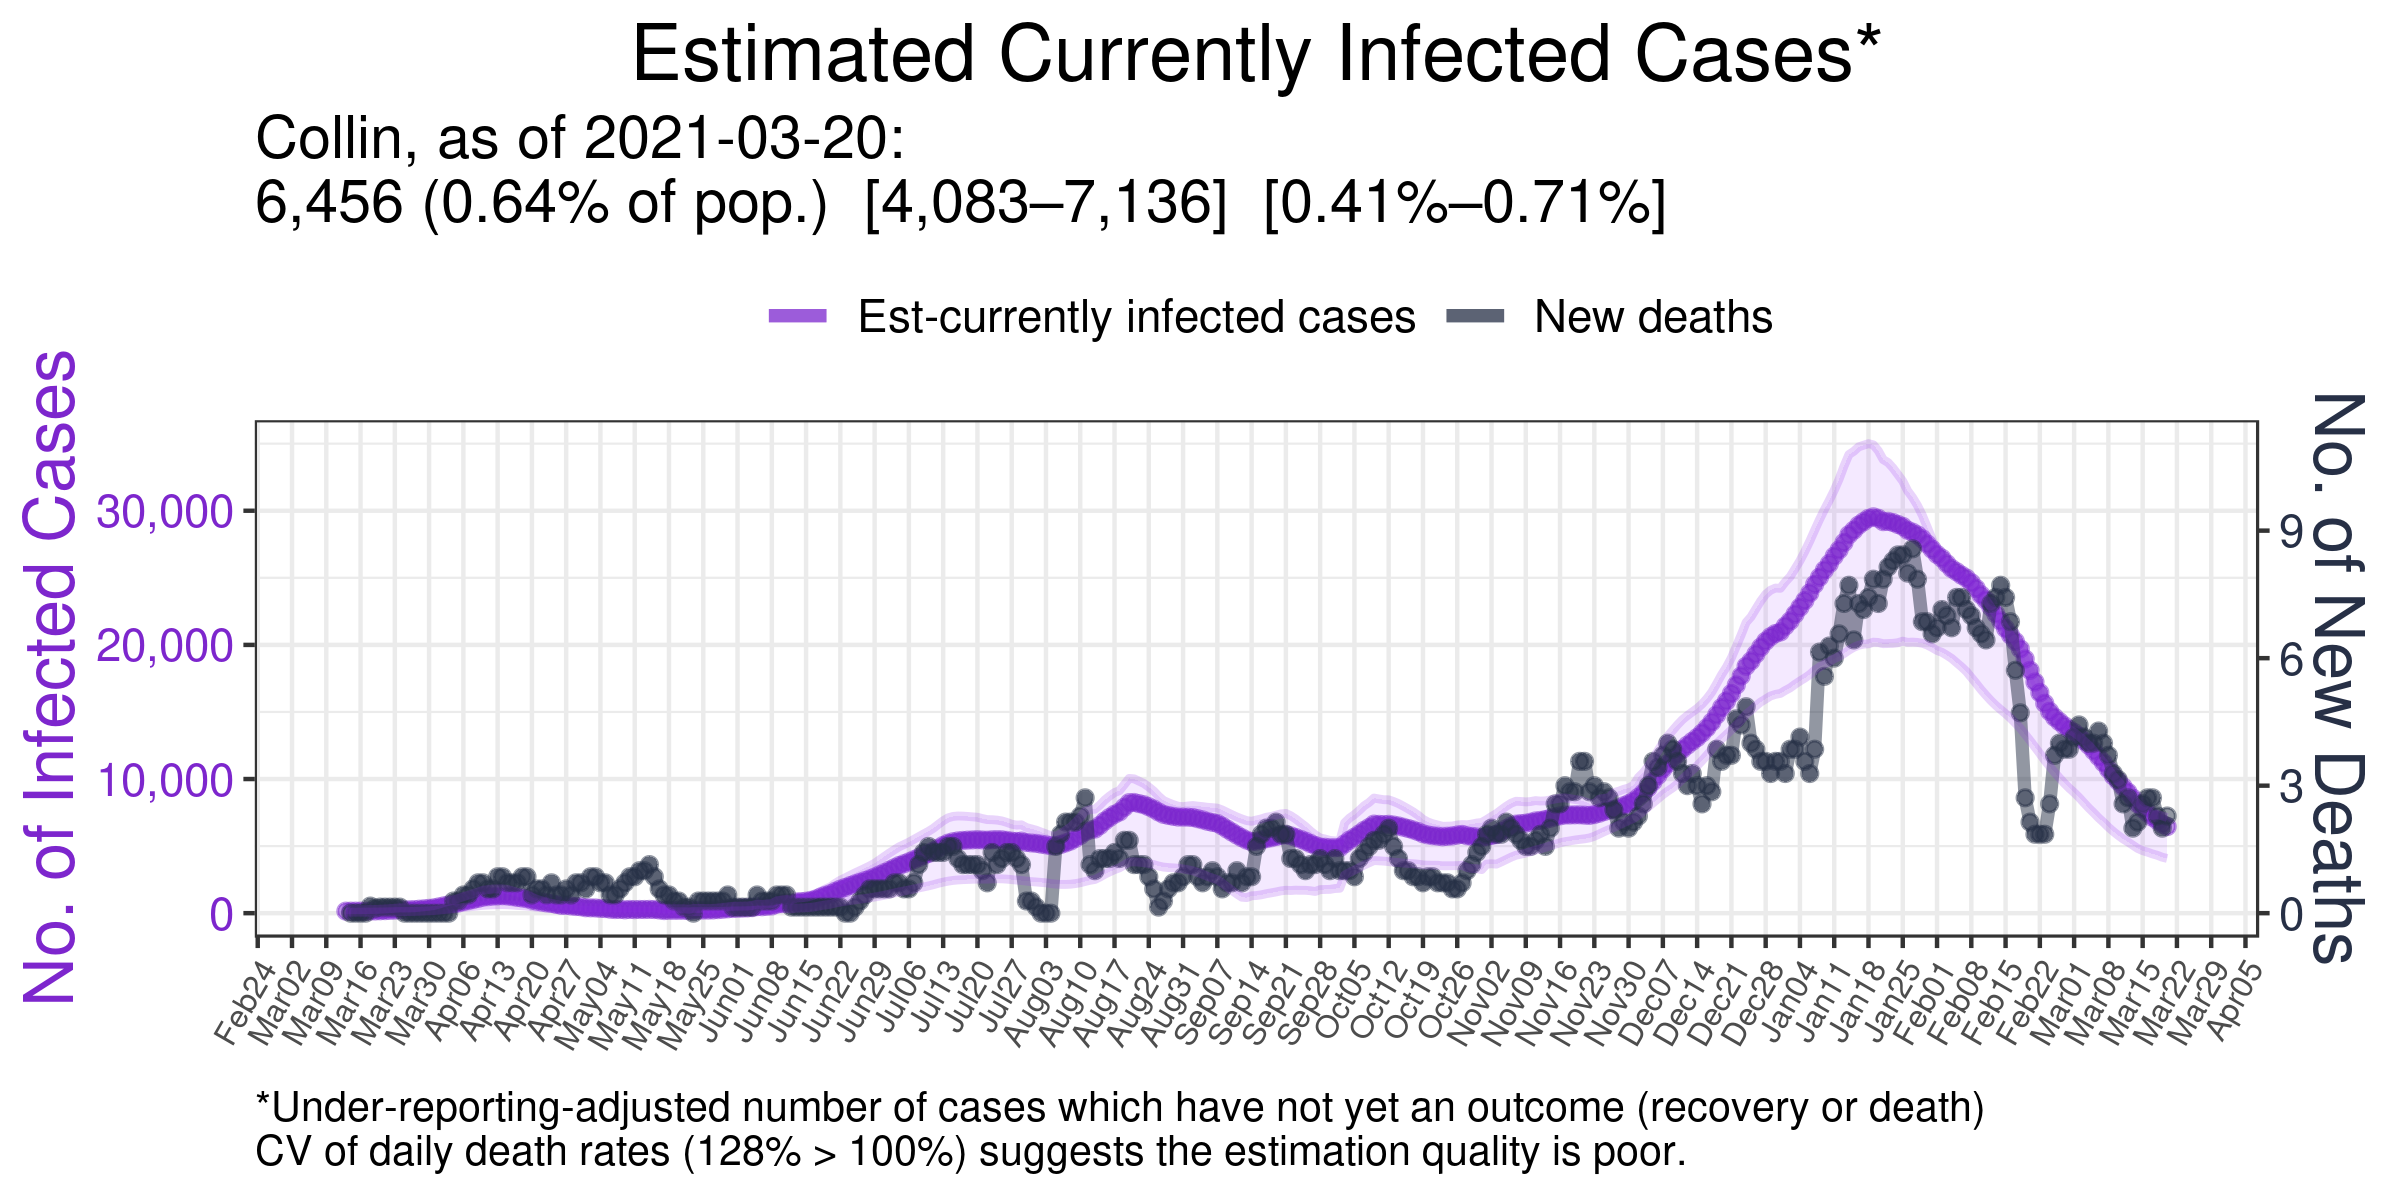 Estimated Currently Infected Cases*
Collin, as of 2021-03-20:
6,456 (0.64% of pop.) [4,083–7,136] [0.41%–0.71%]
Est-currently infected cases New deaths
No. of Infected Cases
30,000
20,000
10,000
0
9
6
3
0
No. of New Deaths
Feb24 Mar02 Mar09 Mar16 Mar23 Mar30 Apr06 Apr13 Apr20 Apr27 May04 May11 May18 May25 Jun01 Jun08 Jun15 Jun22 Jun29 Jul06 Jul13 Jul20 Jul27 Aug03 Aug10 Aug17 Aug24 Aug31 Sep07 Sep14 Sep21 Sep28 Oct05 Oct12 Oct19 Oct26 Nov02 Nov09 Nov16 Nov23 Nov30 Dec07 Dec14 Dec21 Dec28 Jan04 Jan11 Jan18 Jan25 Feb01 Feb08 Feb15 Feb22 Mar01 Mar08 Mar15 Mar22 Mar29 Apr05
*Under-reporting-adjusted number of cases which have not yet an outcome (recovery or death)
CV of daily death rates (128% > 100%) suggests the estimation quality is poor.